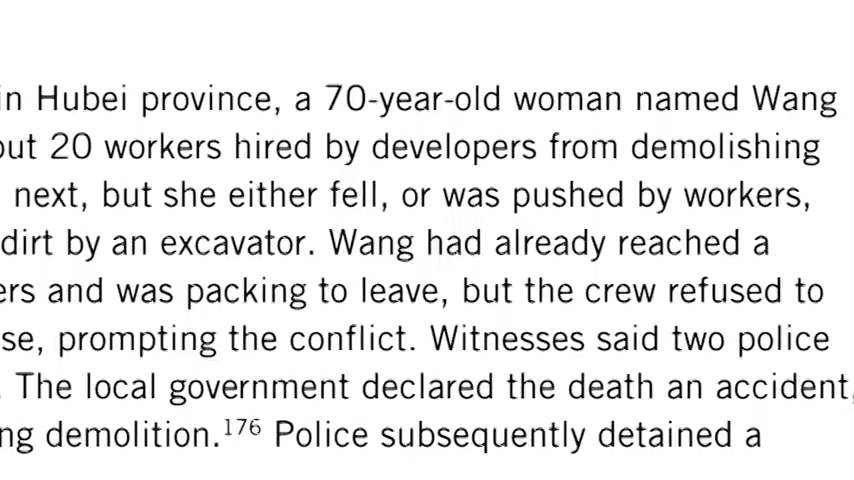 in Hubei province, a 70-year-old woman named Wang
out 20 workers hired by developers from demolishing
next, but she either fell, or was pushed by workers,
dirt by an excavator. Wang had already reached a
ers and was packing to leave, but the crew refused to
se, prompting the conflict. Witnesses said two police
. The local government declared the death an accident,
ng demolition.176 Police subsequently detained a